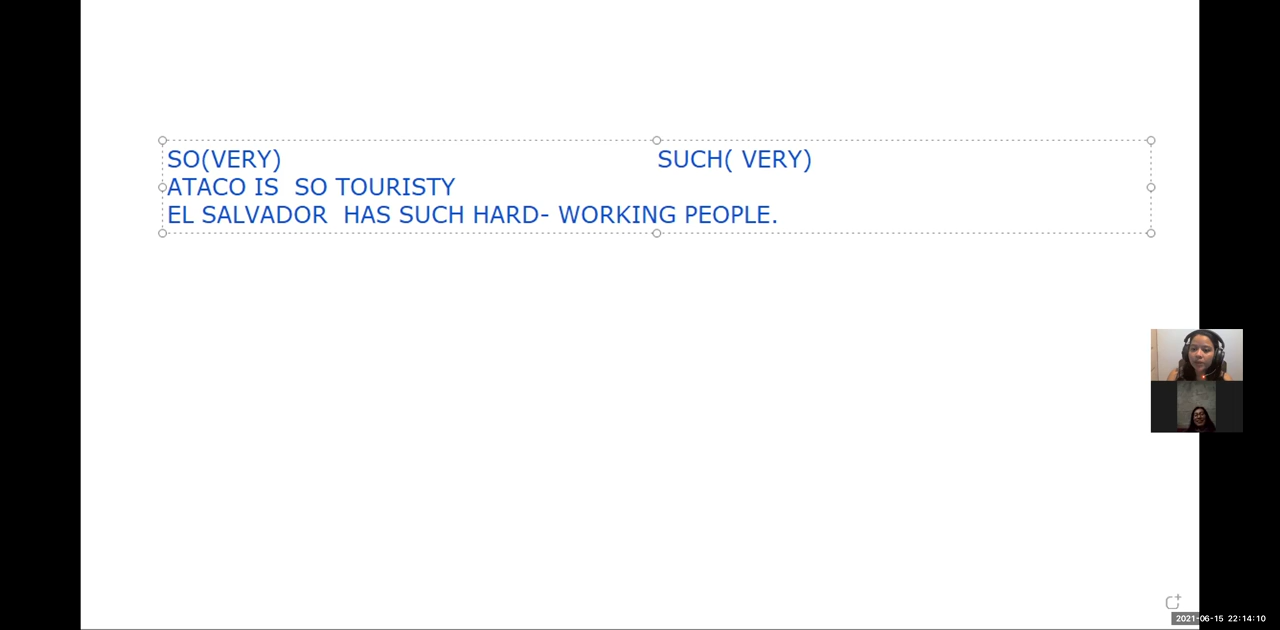 SO(VERY) SUCH( VERY)
ATACO IS  SO TOURISTY
EL SALVADOR  HAS SUCH HARD- WORKING PEOPLE.
2021-06-15 22:14:10